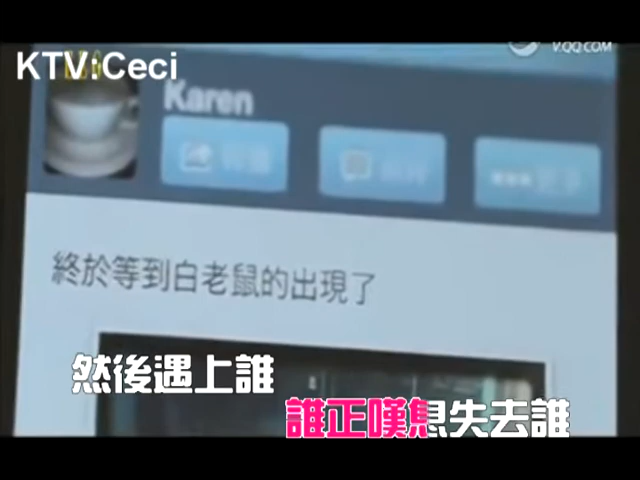 V.QQ.COM
KTV:Ceci
Karen
終於等到白老鼠的出現了
然後遇上誰
誰正嘆息失去誰